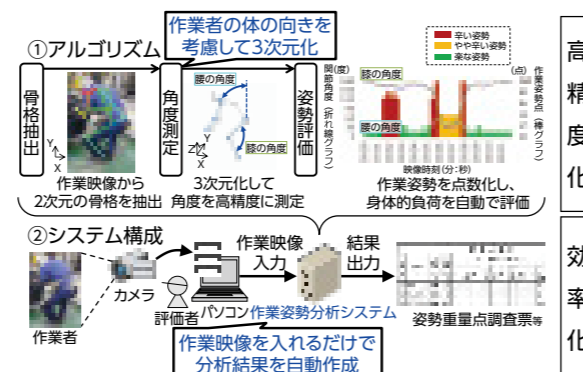 作業者の体の向きを
考慮して3次元化
①アルゴリズム
骨格抽出
Y
X
作業映像から
2次元の骨格を抽出
角度測定
腰の角度
Y
Z
X
膝の角度
3次元化して
角度を高精度に測定
姿勢評価
辛い姿勢
やや辛い姿勢
楽な姿勢
関節角度(度)(折れ線グラフ)
膝の角度
腰の角度
(点)
作業姿勢点(棒グラフ)
映像時刻(分:秒)
作業姿勢を点数化し、
身体的負荷を自動で評価
高精度化
②システム構成
作業者
カメラ
評価者
パソコン
作業映像
入力
作業姿勢分析システム
結果
出力
姿勢重量点調査票等
作業映像を入れるだけで
分析結果を自動作成
効率化